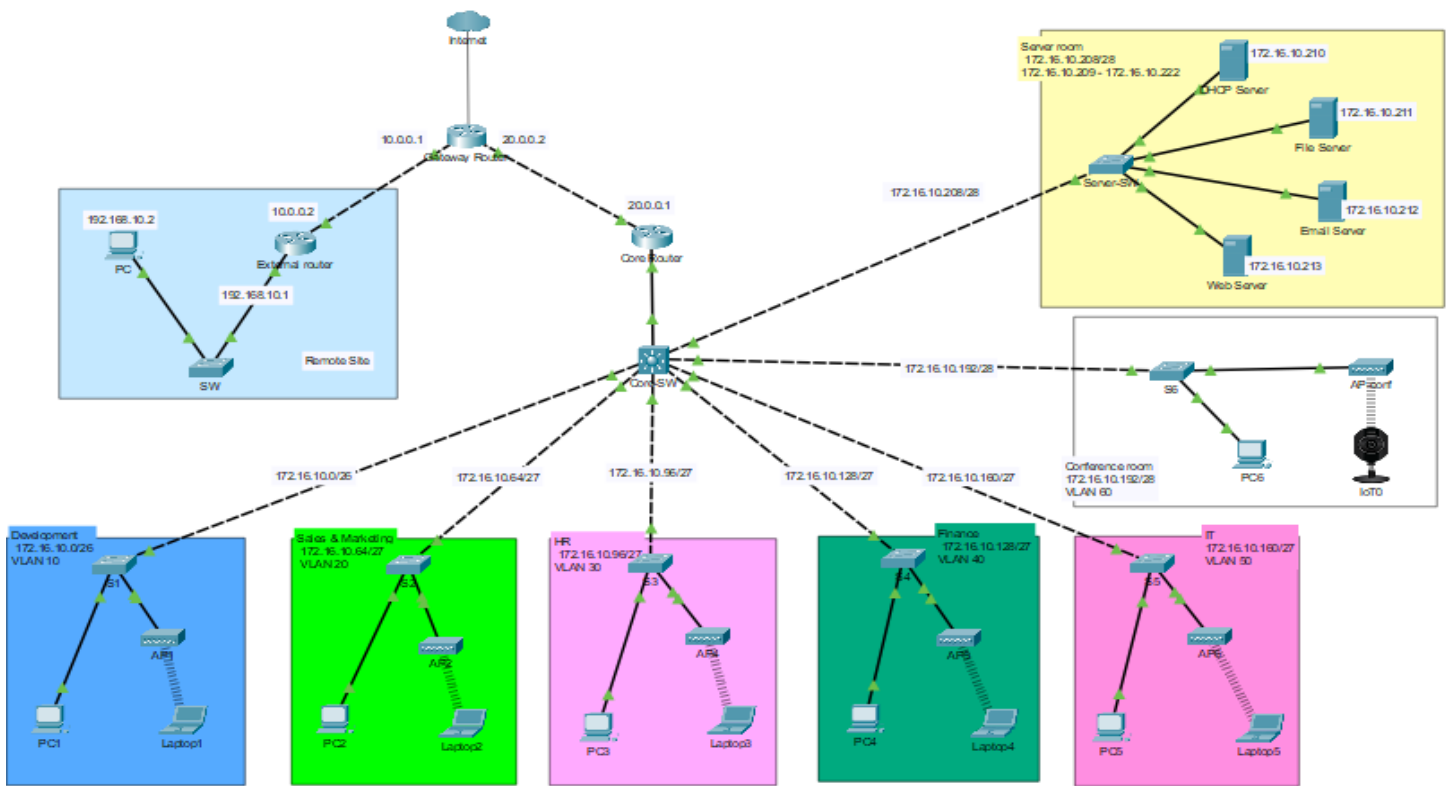 Internet
10.0.0.1
20.0.0.2
Gateway Router
Server room
172.16.10.208/28
172.16.10.209 - 172.16.10.222
172.16.10.210
DHCP Server
172.16.10.211
File Server
Server-SW
172.16.10.212
Email Server
172.16.10.213
Web Server
172.16.10.208/28
192.168.10.2
PC
10.0.0.2
External router
192.168.10.1
SW
Remote Site
20.0.0.1
Core Router
Core-SW
172.16.10.192/28
S6
AP-conf
PC6
IoT0
Conference room
172.16.10.192/28
VLAN 60
172.16.10.0/26
172.16.10.64/27
172.16.10.96/27
172.16.10.128/27
172.16.10.160/27
Development
172.16.10.0/26
VLAN 10
S1
AP1
PC1
Laptop1
Sales & Marketing
172.16.10.64/27
VLAN 20
S2
AP2
PC2
Laptop2
HR
172.16.10.96/27
VLAN 30
S3
AP4
PC3
Laptop3
Finance
172.16.10.128/27
VLAN 40
S4
PC4
Laptop4
IT
172.16.10.160/27
VLAN 50
S5
PC5
Laptop5